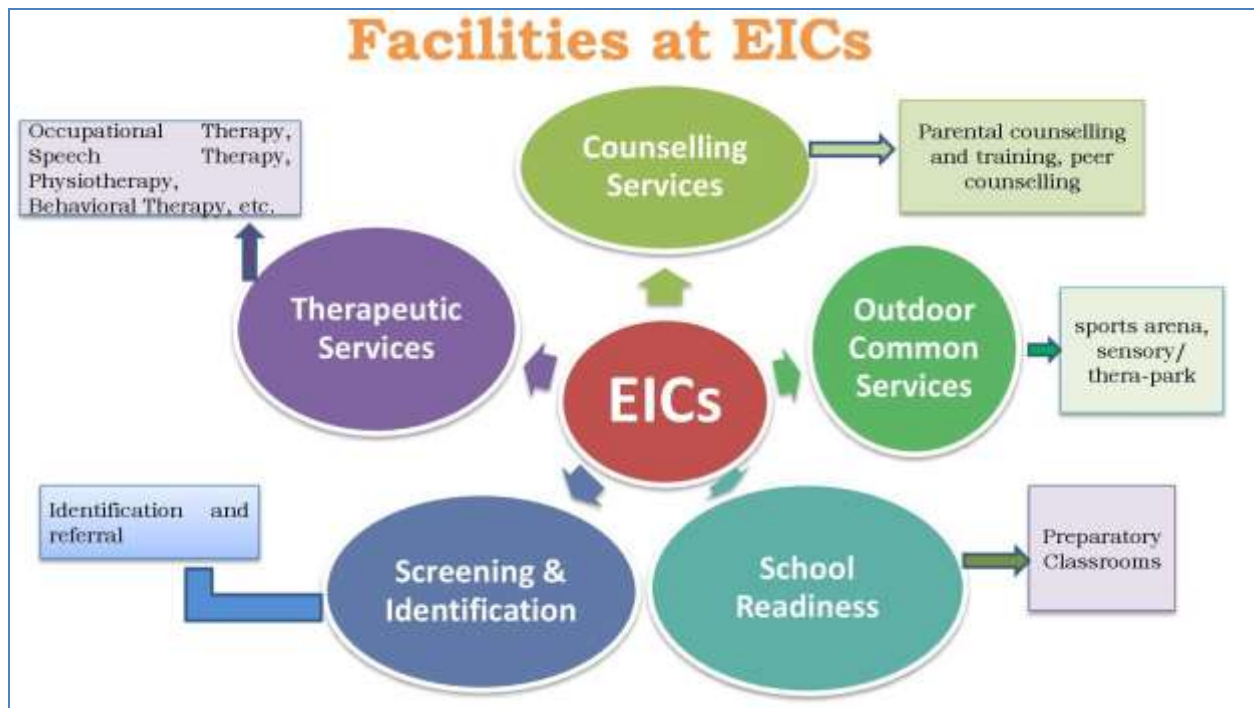 Facilities at EICs
Occupational Therapy,
Speech Therapy,
Physiotherapy,
Behavioral Therapy, etc.
Counselling
Services
Parental counselling
and training, peer
counselling
Therapeutic
Services
Outdoor
Common
Services
sports arena,
sensory/
thera-park
EICs
Identification and
referral
Screening &
Identification
School
Readiness
Preparatory
Classrooms